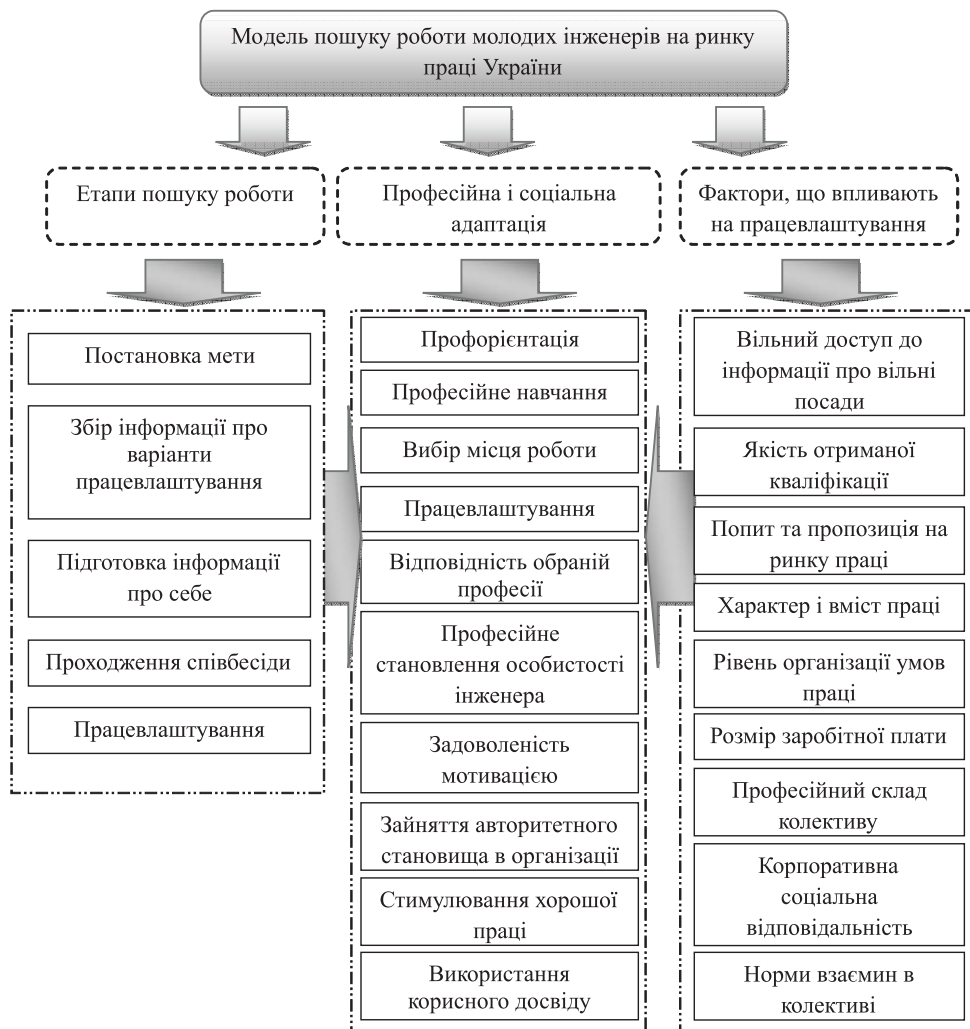 Модель пошуку роботи молодих інженерів на ринку
праці України
Етапи пошуку роботи
Професійна і соціальна
адаптація
Фактори, що впливають
на працевлаштування
Постановка мети
Збір інформації про
варіанти
працевлаштування
Підготовка інформації
про себе
Проходження співбесіди
Працевлаштування
Профорієнтація
Професійне навчання
Вибір місця роботи
Працевлаштування
Відповідність обраній
професії
Професійне
становлення особистості
інженера
Задоволеність
мотивацією
Зайняття авторитетного
становища в організації
Стимулювання хорошої
праці
Використання
корисного досвіду
Вільний доступ до
інформації про вільні
посади
Якість отриманої
кваліфікації
Попит та пропозиція на
ринку праці
Характер і вміст праці
Рівень організації умов
праці
Розмір заробітної плати
Професійний склад
колективу
Корпоративна
соціальна
відповідальність
Норми взаємин в
колективі